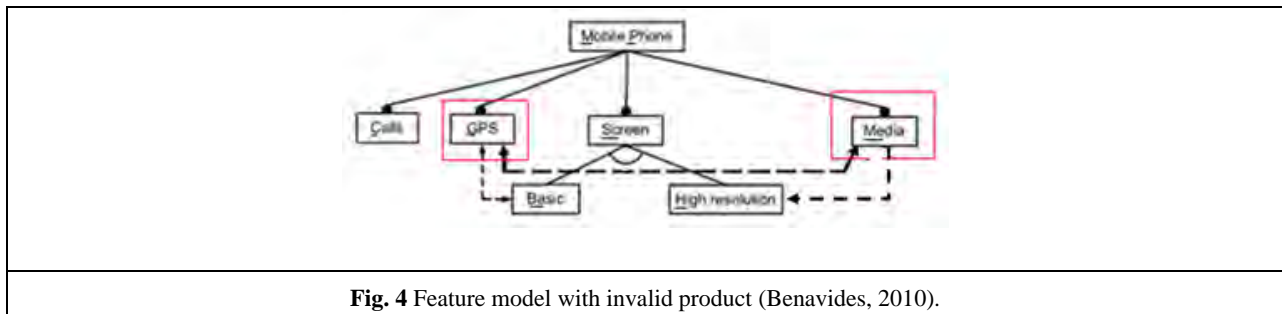 Mobile Phone
Calls GPS Screen Media
Basic High resolution
Fig. 4 Feature model with invalid product (Benavides, 2010).